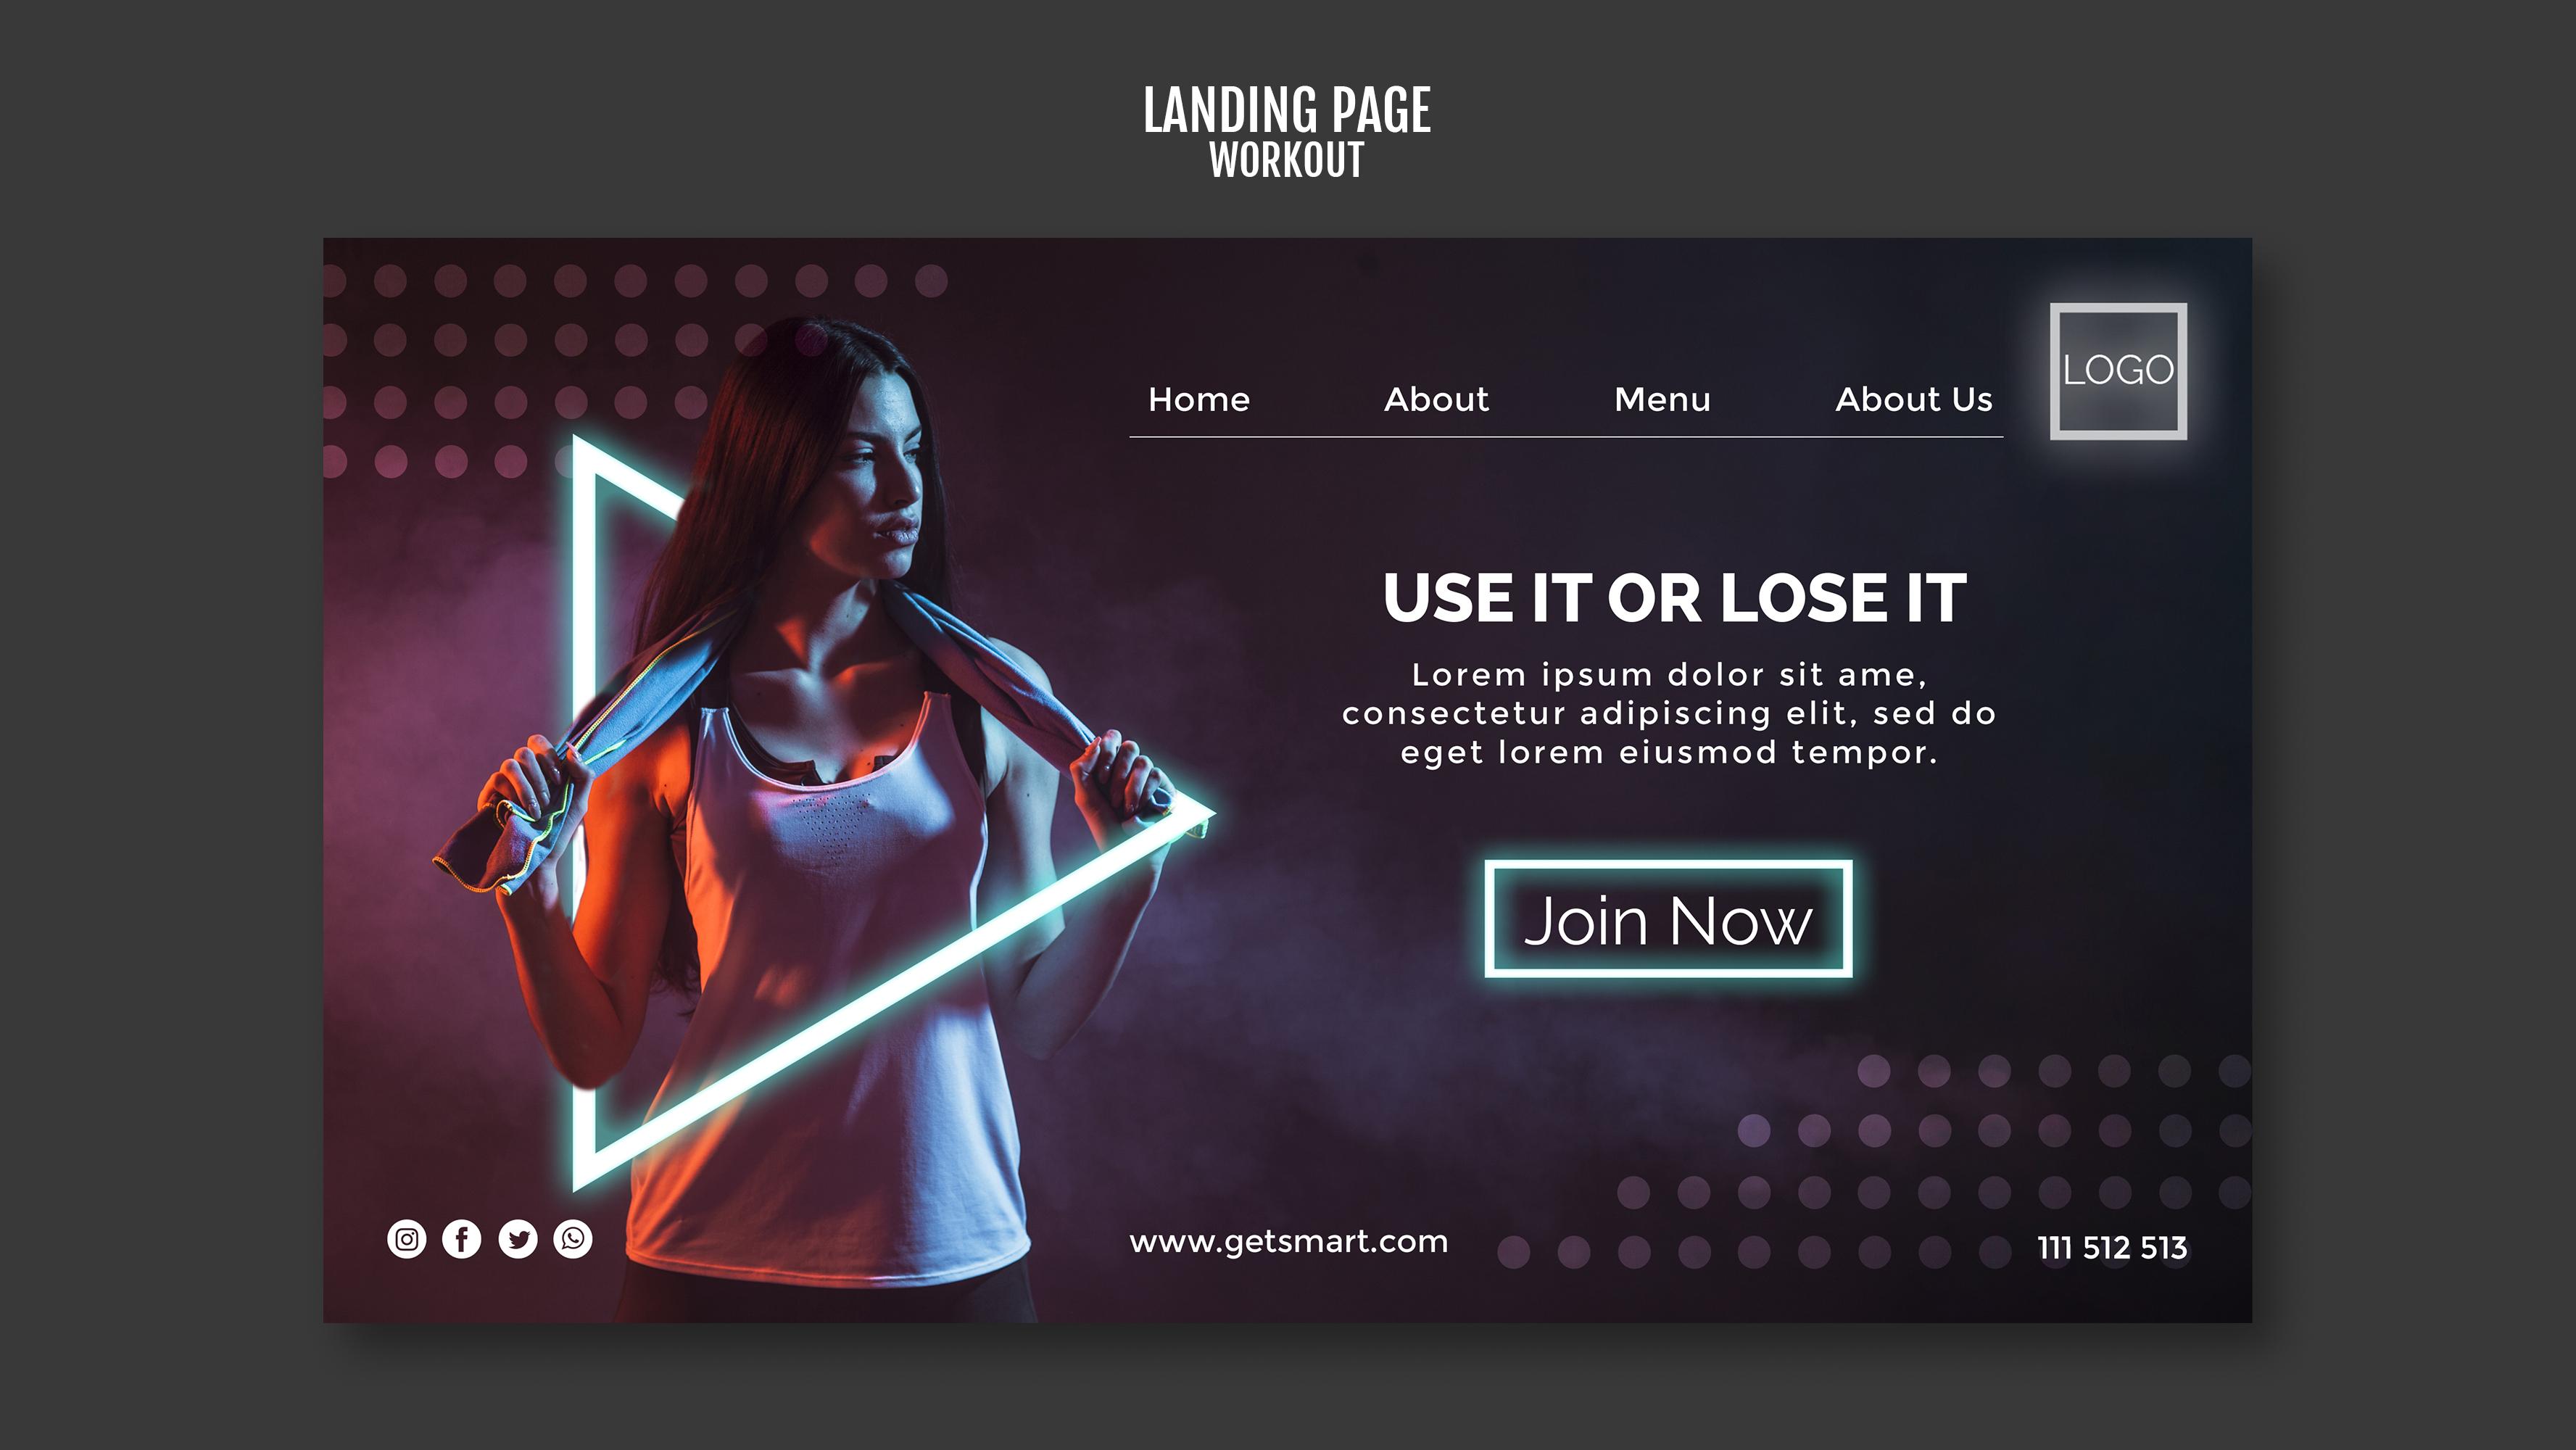 LANDING PAGE
WORKOUT
Home About Menu About Us
LOGO
USE IT OR LOSE IT
Lorem ipsum dolor sit ame,
consectetur adipiscing elit, sed do
eget lorem eiusmod tempor.
Join Now
www.getsmart.com
111 512 513